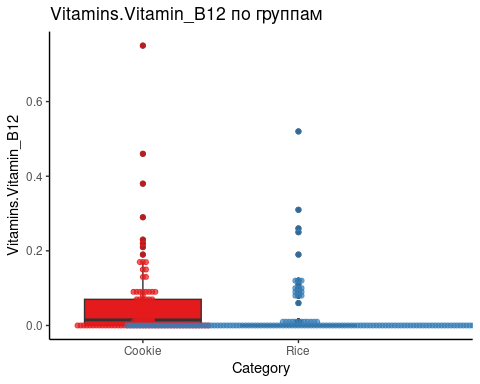 Vitamins.Vitamin_B12 по группам
Vitamins.Vitamin_B12
0.6
0.4
0.2
0.0
Cookie Rice
Category